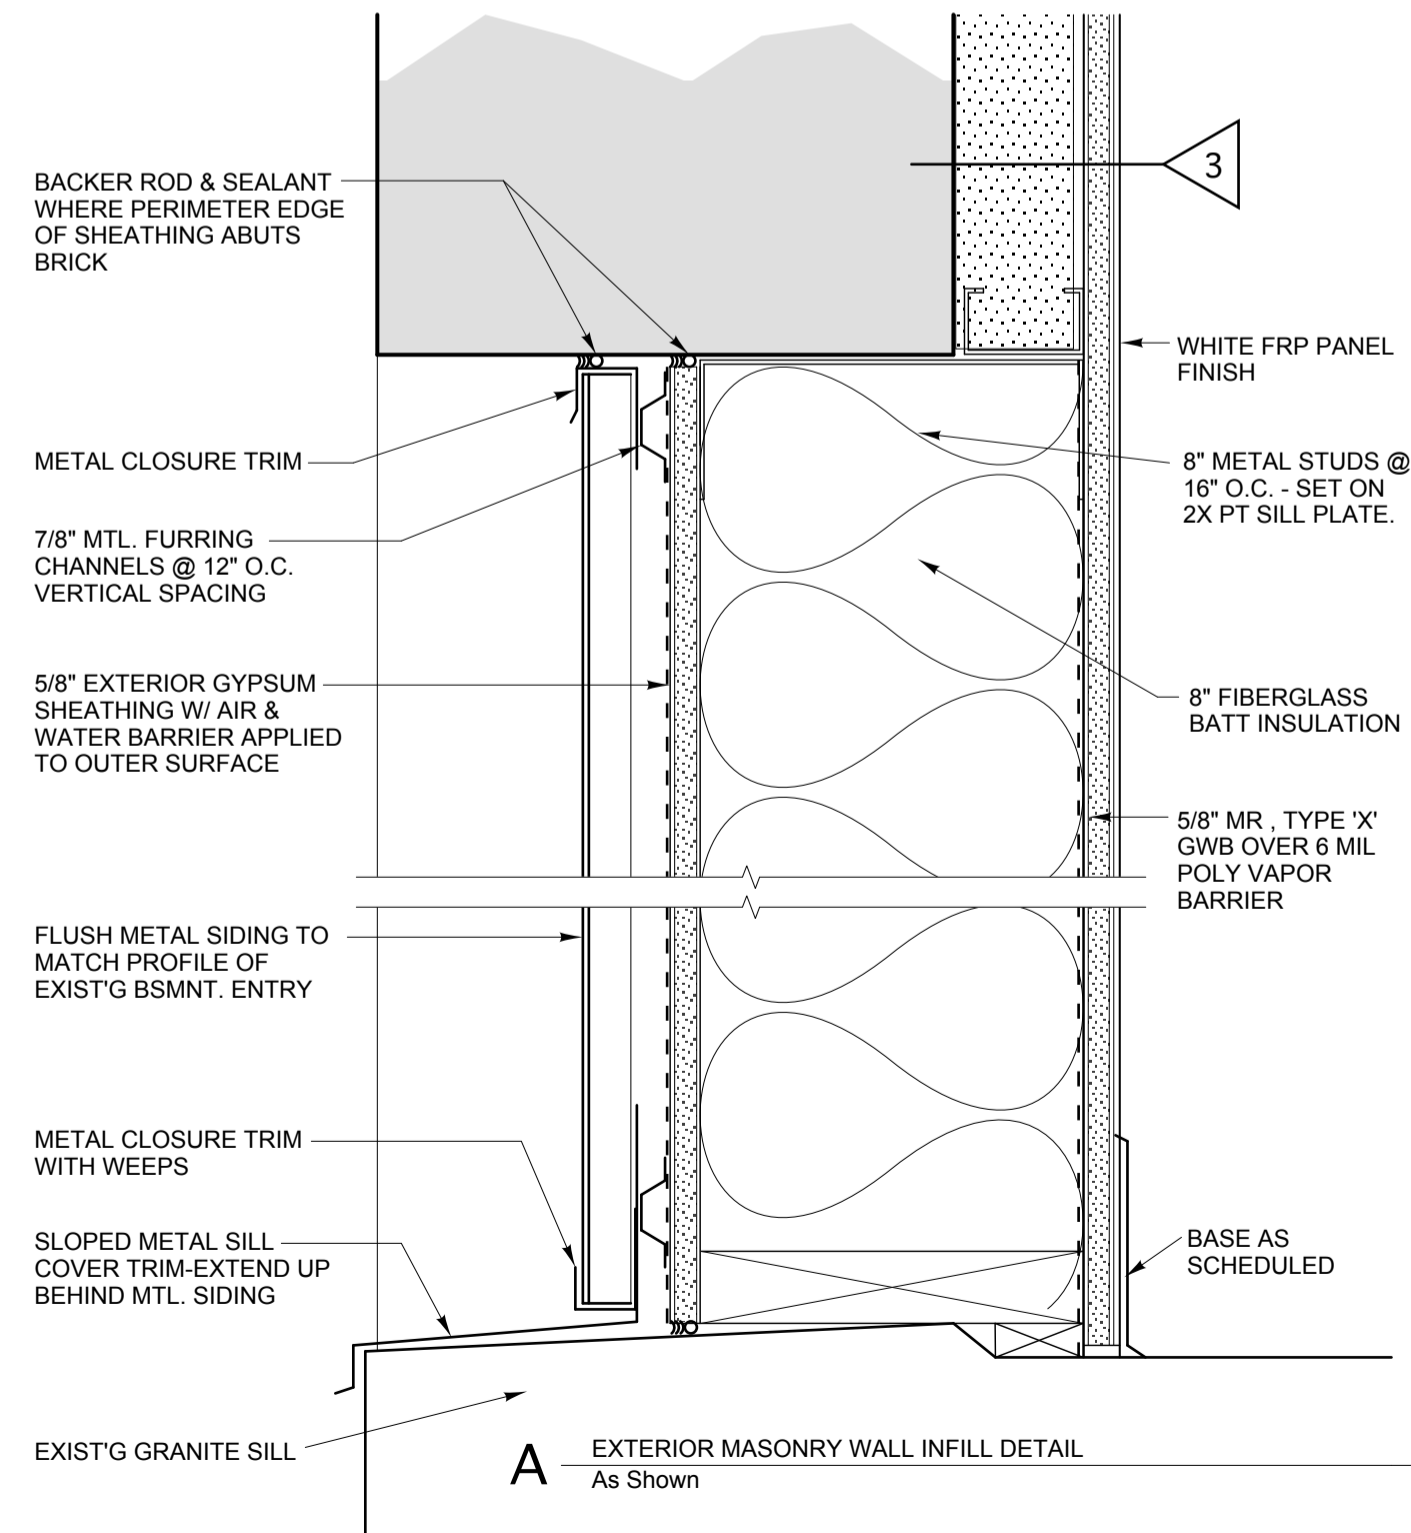 BACKER ROD & SEALANT
WHERE PERIMETER EDGE
OF SHEATHING ABUTS
BRICK
METAL CLOSURE TRIM
7/8" MTL. FURRING
CHANNELS @ 12" O.C.
VERTICAL SPACING
5/8" EXTERIOR GYPSUM
SHEATHING W/ AIR &
WATER BARRIER APPLIED
TO OUTER SURFACE
FLUSH METAL SIDING TO
MATCH PROFILE OF
EXIST'G BSMNT. ENTRY
METAL CLOSURE TRIM
WITH WEEPS
SLOPED METAL SILL
COVER TRIM-EXTEND UP
BEHIND MTL. SIDING
EXIST'G GRANITE SILL
3
WHITE FRP PANEL
FINISH
8" METAL STUDS @
16" O.C. - SET ON
2X PT SILL PLATE.
8" FIBERGLASS
BATT INSULATION
5/8" MR , TYPE 'X'
GWB OVER 6 MIL
POLY VAPOR
BARRIER
BASE AS
SCHEDULED
A
EXTERIOR MASONRY WALL INFILL DETAIL
As Shown